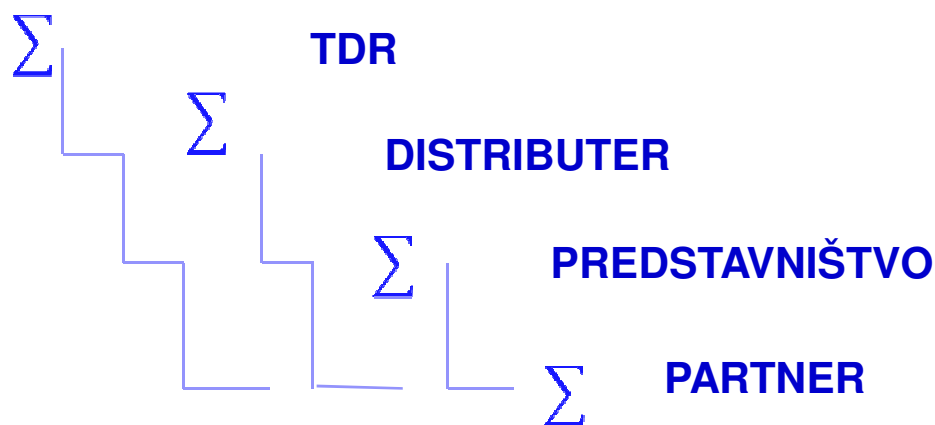 ∑ TDR
∑ DISTRIBUTER
∑ PREDSTAVNIŠTVO
∑ PARTNER